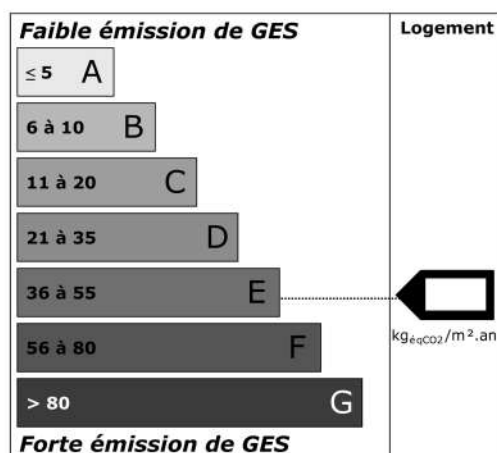 Faible émission de GES
Logement
≤ 5 A
6 à 10 B
11 à 20 C
21 à 35 D
36 à 55 E
kgéqCO2/m².an
56 à 80 F
> 80 G
Forte émission de GES